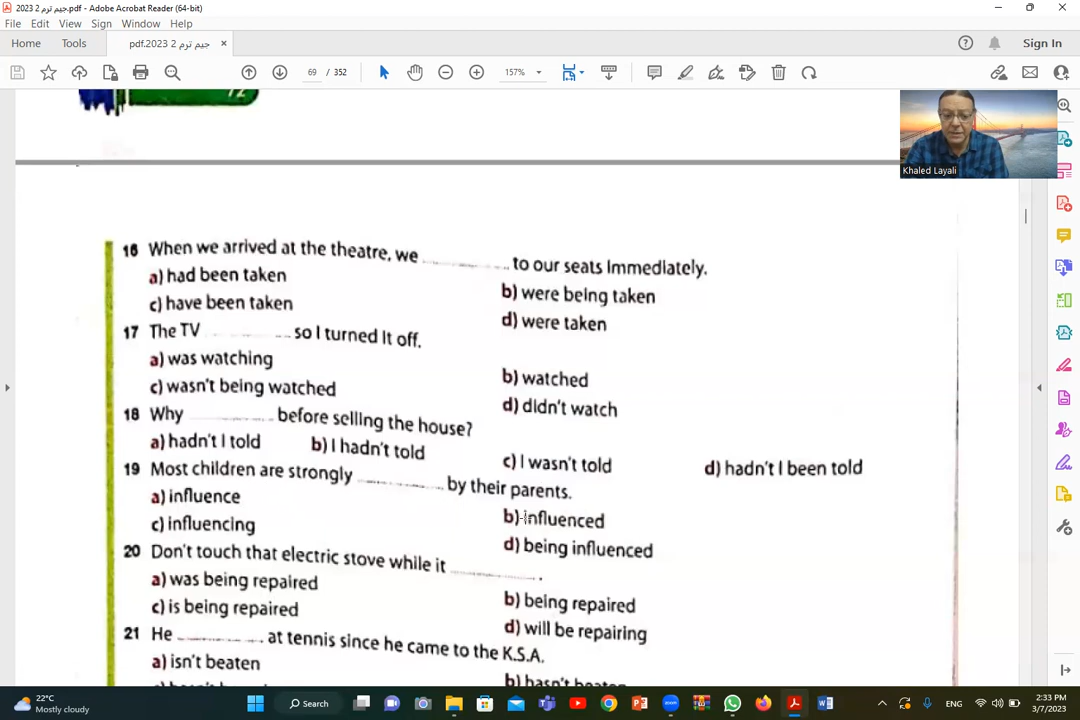 جيم ترم 2 2023.pdf - Adobe Acrobat Reader (64-bit)
File Edit View Sign Window Help
Home Tools جيم ترم 2 2023.pdf × Sign In
69 / 352 157%
72
Khaled Layali
16 When we arrived at the theatre, we ............ to our seats immediately.
a) had been taken
b) were being taken
c) have been taken
d) were taken
17 The TV ............ so I turned it off.
a) was watching
b) watched
c) wasn't being watched
d) didn't watch
18 Why ............ before selling the house?
a) hadn't I told b) I hadn't told c) I wasn't told d) hadn't I been told
19 Most children are strongly ............ by their parents.
a) influence
b) influenced
c) influencing
d) being influenced
20 Don't touch that electric stove while it ............ .
a) was being repaired
b) being repaired
c) is being repaired
d) will be repairing
21 He ............ at tennis since he came to the K.S.A.
a) isn't beaten
b) hasn't beaten
22°C
Mostly cloudy
Search
ENG
2:33 PM
3/7/2023